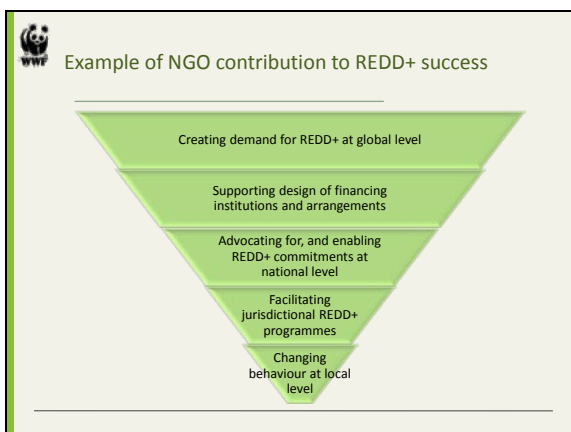 WWF
Example of NGO contribution to REDD+ success
Creating demand for REDD+ at global level
Supporting design of financing
institutions and arrangements
Advocating for, and enabling
REDD+ commitments at
national level
Facilitating
jurisdictional REDD+
programmes
Changing
behaviour at local
level